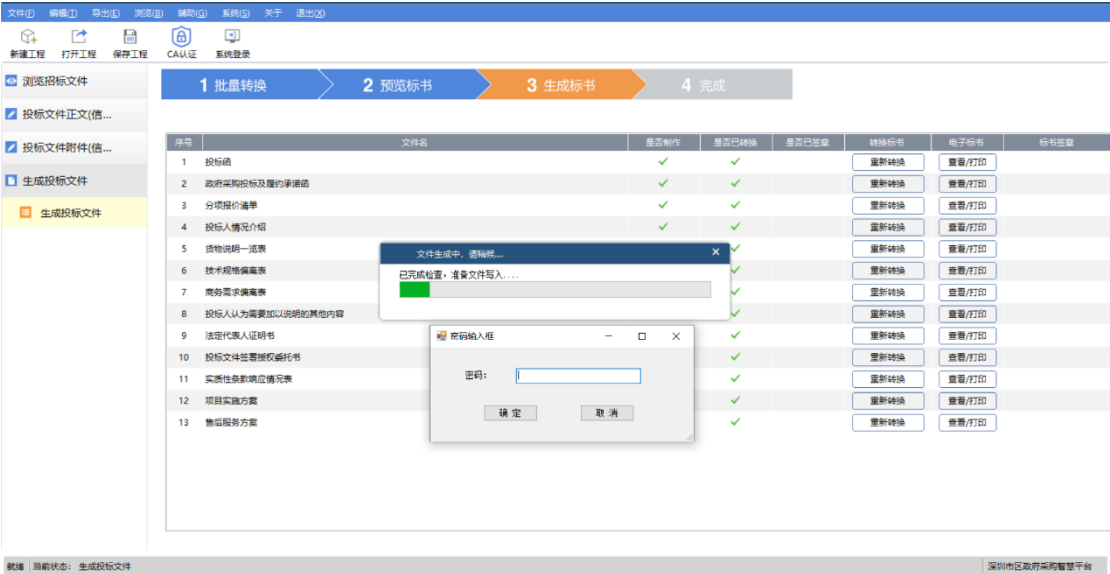 文件(F) 编辑(I) 导出(E) 浏览(B) 辅助(G) 系统(S) 关于 退出(X)
新建工程 打开工程 保存工程 CA认证 系统登录
浏览招标文件
投标文件正文(信...
投标文件附件(信...
生成投标文件
生成投标文件
1 批量转换 2 预览标书 3 生成标书 4 完成
序号 文件名 是否制作 是否已转换 是否已签章 转换标书 电子标书 标书签章
1 投标函 重新转换 查看/打印
2 政府采购投标及履约承诺函 重新转换 查看/打印
3 分项报价清单 重新转换 查看/打印
4 投标人情况介绍 重新转换 查看/打印
5 货物说明一览表 重新转换 查看/打印
6 技术规格偏离表 重新转换 查看/打印
7 商务需求偏离表 重新转换 查看/打印
8 投标人认为需要加以说明的其他内容 重新转换 查看/打印
9 法定代表人证明书 重新转换 查看/打印
10 投标文件签署授权委托书 重新转换 查看/打印
11 实质性条款响应情况表 重新转换 查看/打印
12 项目实施方案 重新转换 查看/打印
13 售后服务方案 重新转换 查看/打印
文件生成中，请稍候....
已完成检查，准备文件写入....
密码输入框
密码：
确定 取消
就绪 当前状态： 生成投标文件 深圳市区政府采购智慧平台